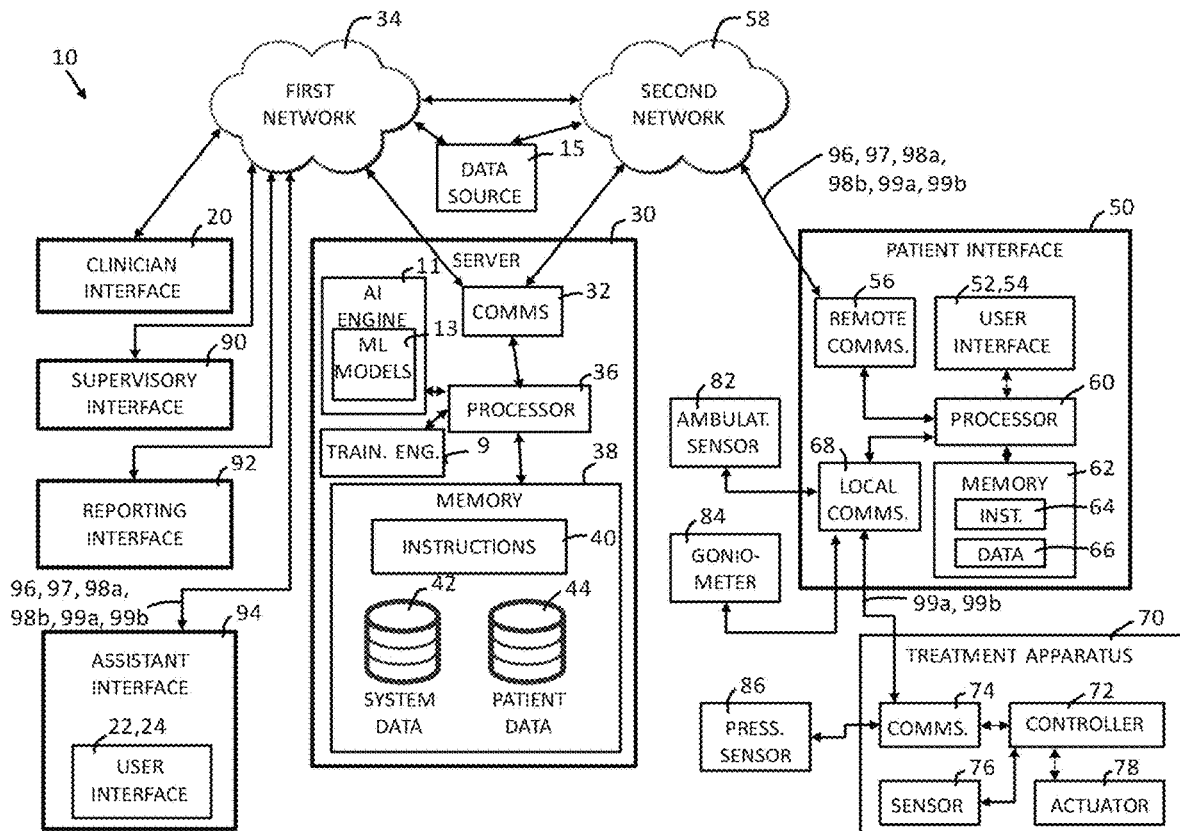 10
34
FIRST
NETWORK
58
SECOND
NETWORK
15
DATA
SOURCE
96, 97, 98a,
98b, 99a, 99b
20
CLINICIAN
INTERFACE
90
SUPERVISORY
INTERFACE
92
REPORTING
INTERFACE
96, 97, 98a,
98b, 99a, 99b
94
ASSISTANT
INTERFACE
22,24
USER
INTERFACE
30
SERVER
11
AI
ENGINE
13
ML
MODELS
32
COMMS
36
PROCESSOR
TRAIN. ENG.
9
38
MEMORY
INSTRUCTIONS
40
42
44
SYSTEM
DATA
PATIENT
DATA
50
PATIENT INTERFACE
56
REMOTE
COMMS.
52,54
USER
INTERFACE
60
PROCESSOR
82
AMBULAT.
SENSOR
68
LOCAL
COMMS.
62
MEMORY
INST.
64
DATA
66
84
GONIO-
METER
99a, 99b
70
TREATMENT APPARATUS
86
PRESS.
SENSOR
74
COMMS.
72
CONTROLLER
76
SENSOR
78
ACTUATOR